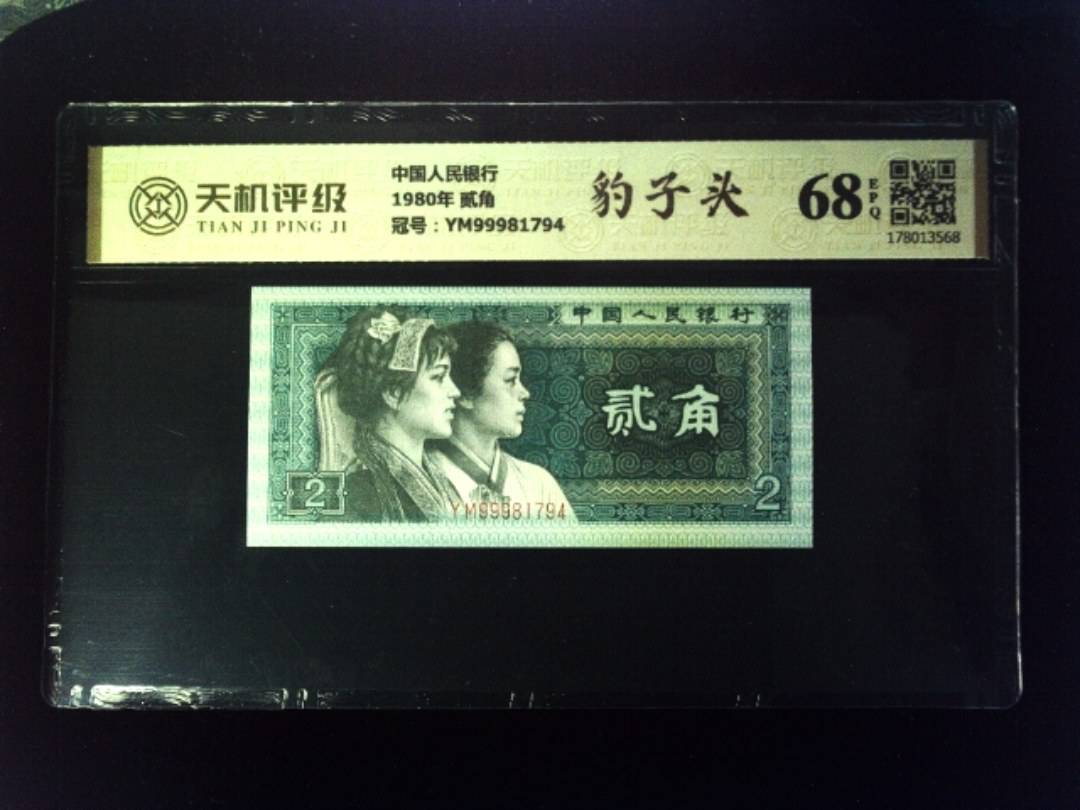 天机评级
TIAN JI PING JI
中国人民银行
1980年 贰角
冠号：YM99981794
豹子头
68
EPQ
178013568
中国人民银行
贰角
2
2
YM99981794